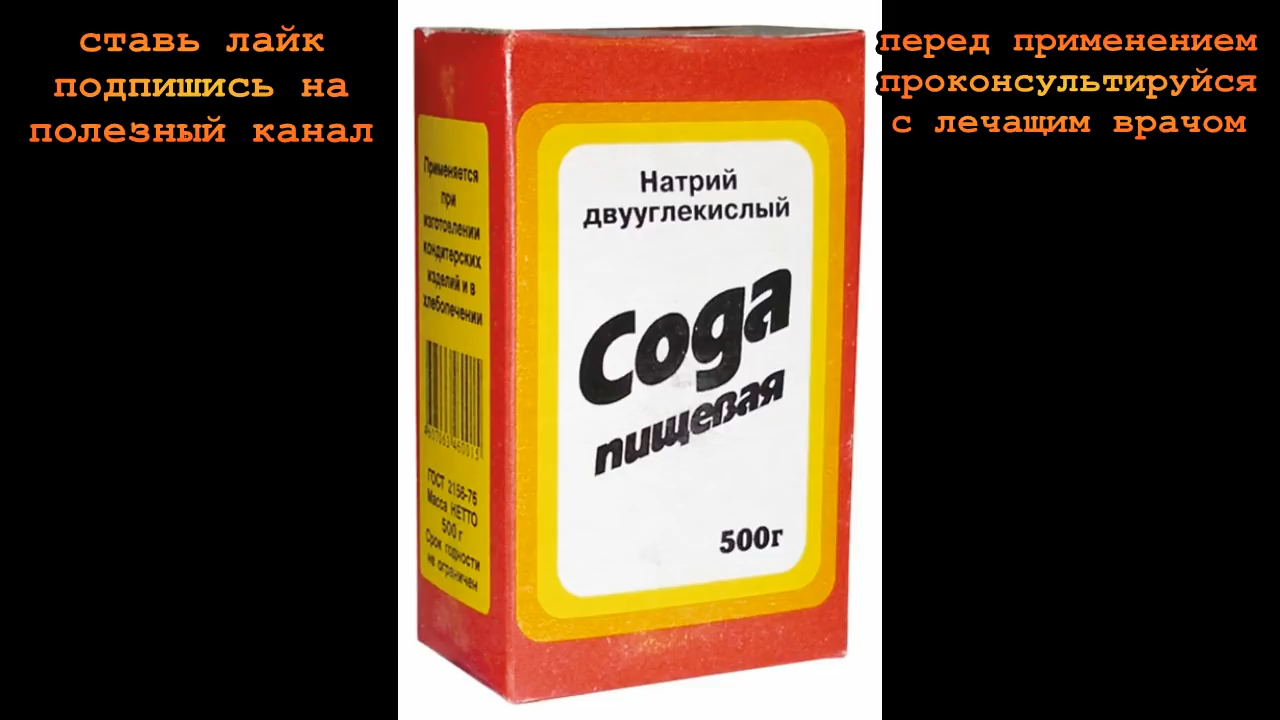 ставь лайк
подпишись на
полезный канал
перед применением
проконсультируйся
с лечащим врачом
Натрий
двууглекислый
Сода
пищевая
500г
Применяется
при
изготовлении
кондитерских
изделий и в
хлебопечении
ГОСТ 2156-76
Масса НЕТТО
500 г
Срок годности
не ограничен